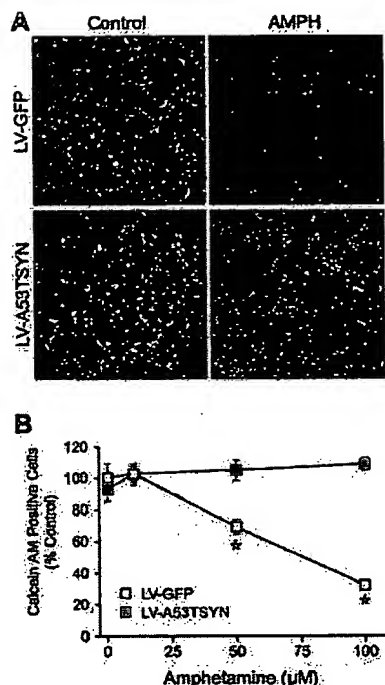 A
Control AMPH
LV-GFP
LV-A53TSYN
B
Calcein AM Positive Cells
(% Control)
120
100
80
60
40
20
0
*
*
LV-GFP
LV-A53TSYN
0 25 50 75 100
Amphetamine (µM)